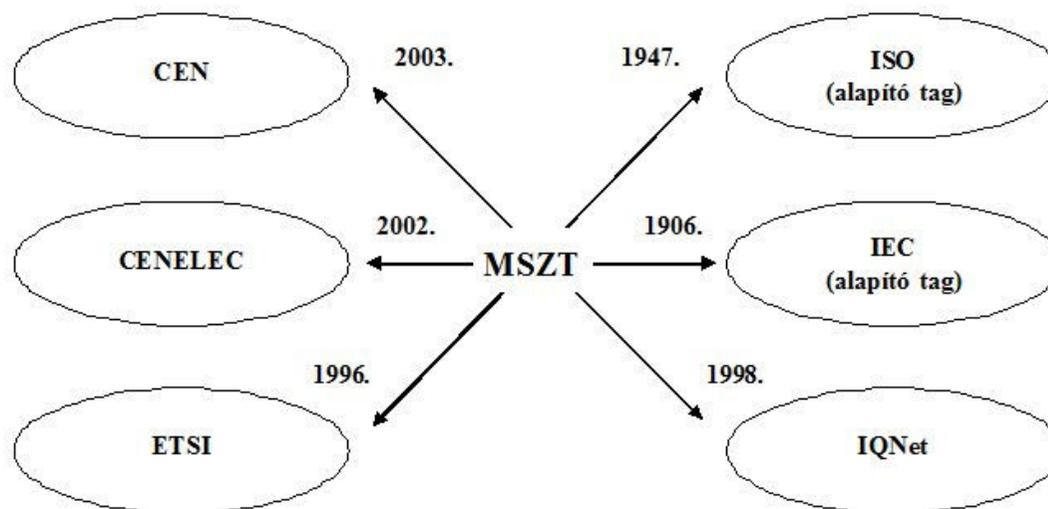 CEN
2003.
1947.
ISO
(alapító tag)
CENELEC
2002.
MSZT
1906.
IEC
(alapító tag)
ETSI
1996.
1998.
IQNet